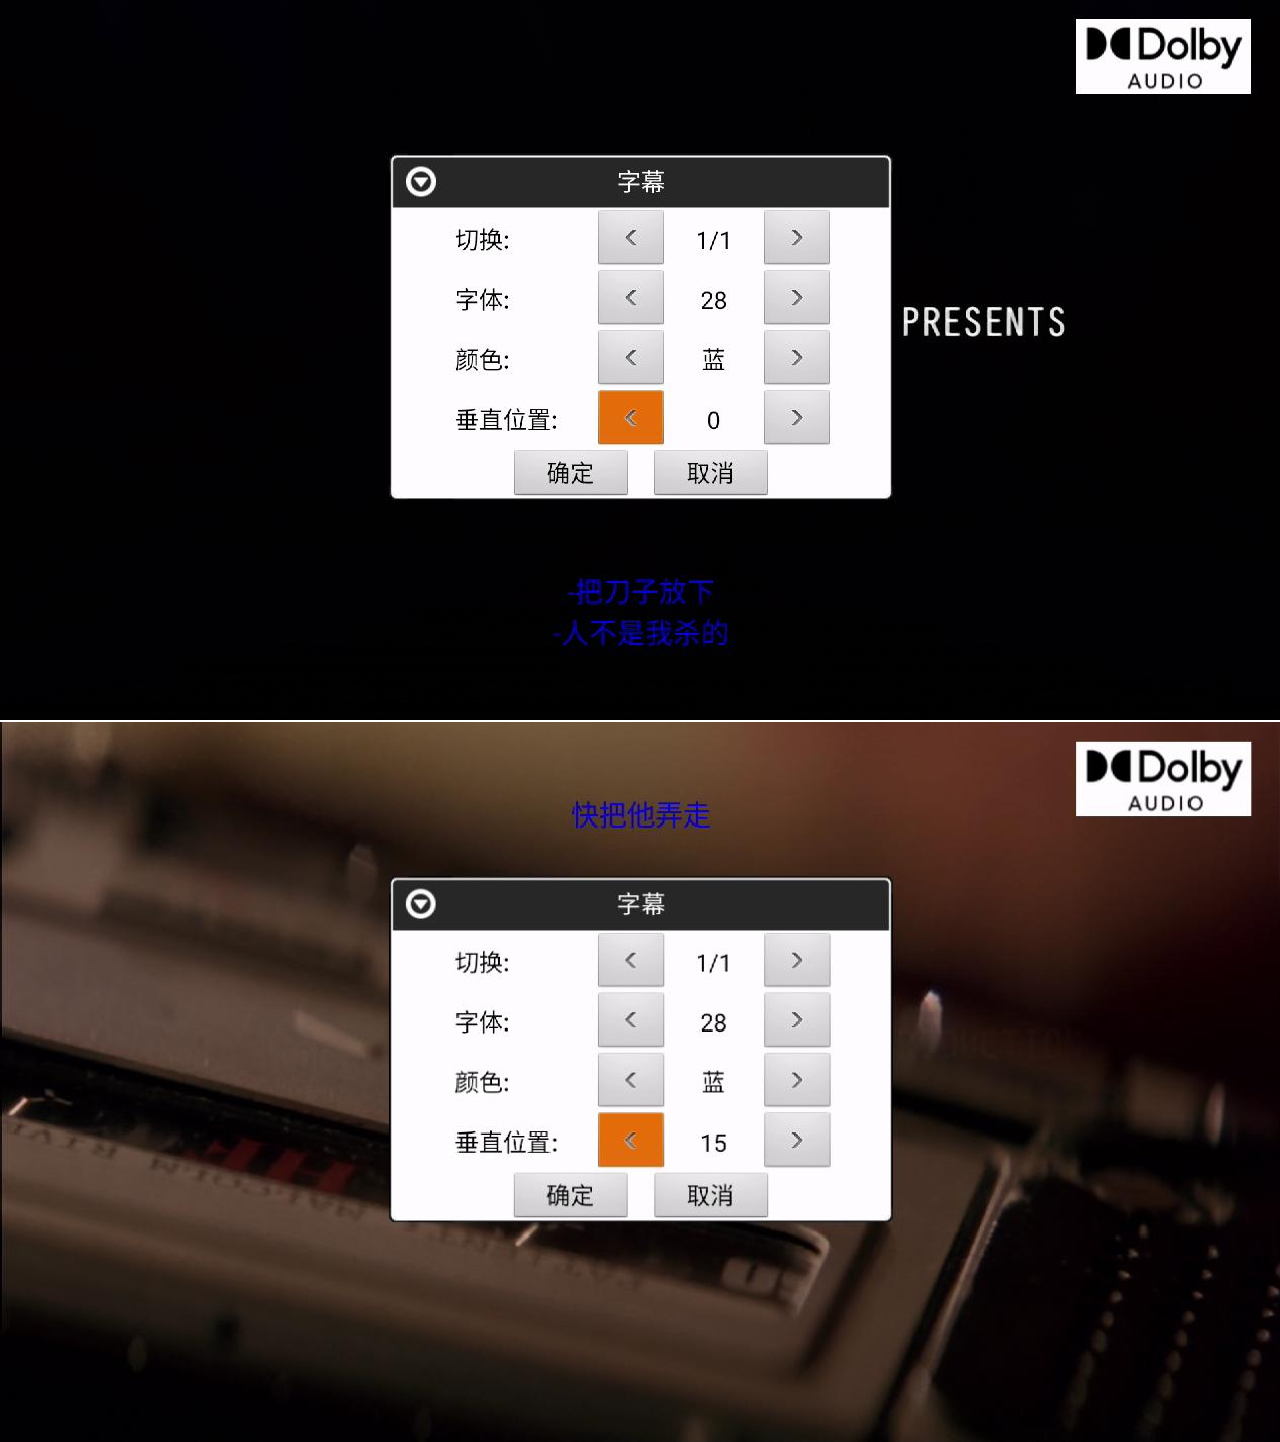 Dolby
AUDIO
字幕
切换: < 1/1 >
字体: < 28 >
颜色: < 蓝 >
垂直位置: < 0 >
确定 取消
PRESENTS
-把刀子放下
-人不是我杀的
Dolby
AUDIO
快把他弄走
字幕
切换: < 1/1 >
字体: < 28 >
颜色: < 蓝 >
垂直位置: < 15 >
确定 取消
MALCOLM